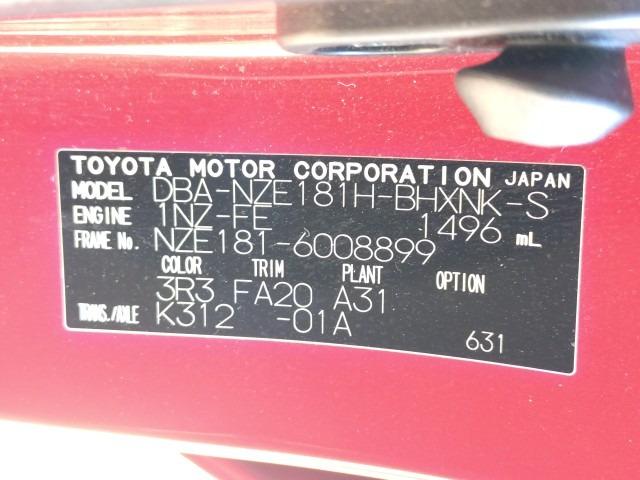 TOYOTA MOTOR CORPORATION JAPAN
MODEL DBA-NZE181H-BHXNK-S
ENGINE 1NZ-FE 1496 mL
FRAME No. NZE181-6008899
COLOR TRIM PLANT OPTION
3R3 FA20 A31
TRANS./AXLE K312 -01A
631